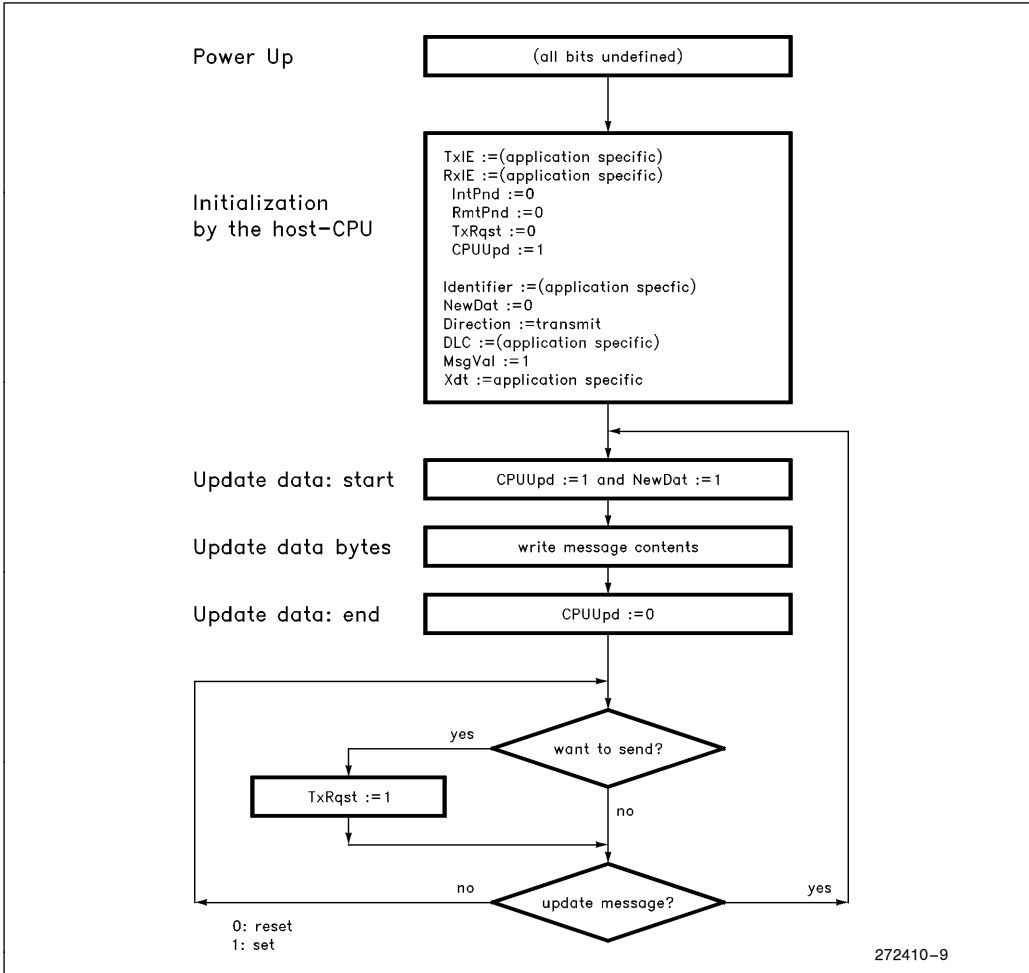 Power Up
(all bits undefined)
TxIE :=(application specific)
RxIE :=(application specific)
IntPnd :=0
RmtPnd :=0
TxRqst :=0
CPUUpd :=1
Initialization
by the host-CPU
Identifier :=(application specfic)
NewDat :=0
Direction :=transmit
DLC :=(application specific)
MsgVal :=1
Xdt :=application specific
Update data: start
CPUUpd :=1 and NewDat :=1
Update data bytes
write message contents
Update data: end
CPUUpd :=0
yes
want to send?
TxRqst :=1
no
no
update message?
yes
0: reset
1: set
272410-9